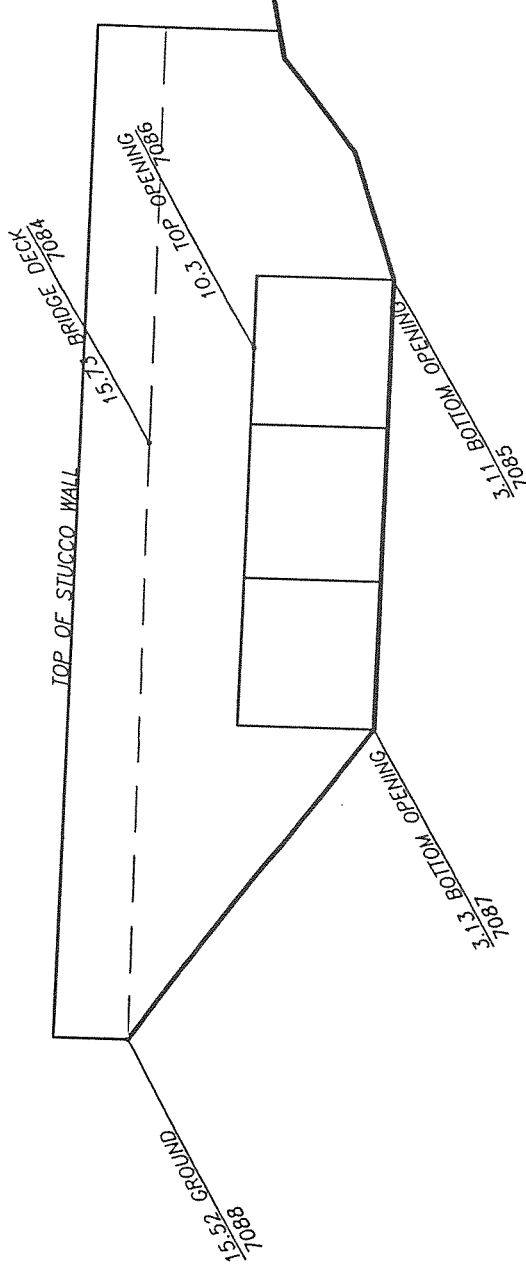 TOP OF STUCCO WALL
15.73 BRIDGE DECK
7084
10.3 TOP OPENING
7086
3.11 BOTTOM OPENING
7085
3.13 BOTTOM OPENING
7087
15.52 GROUND
7088